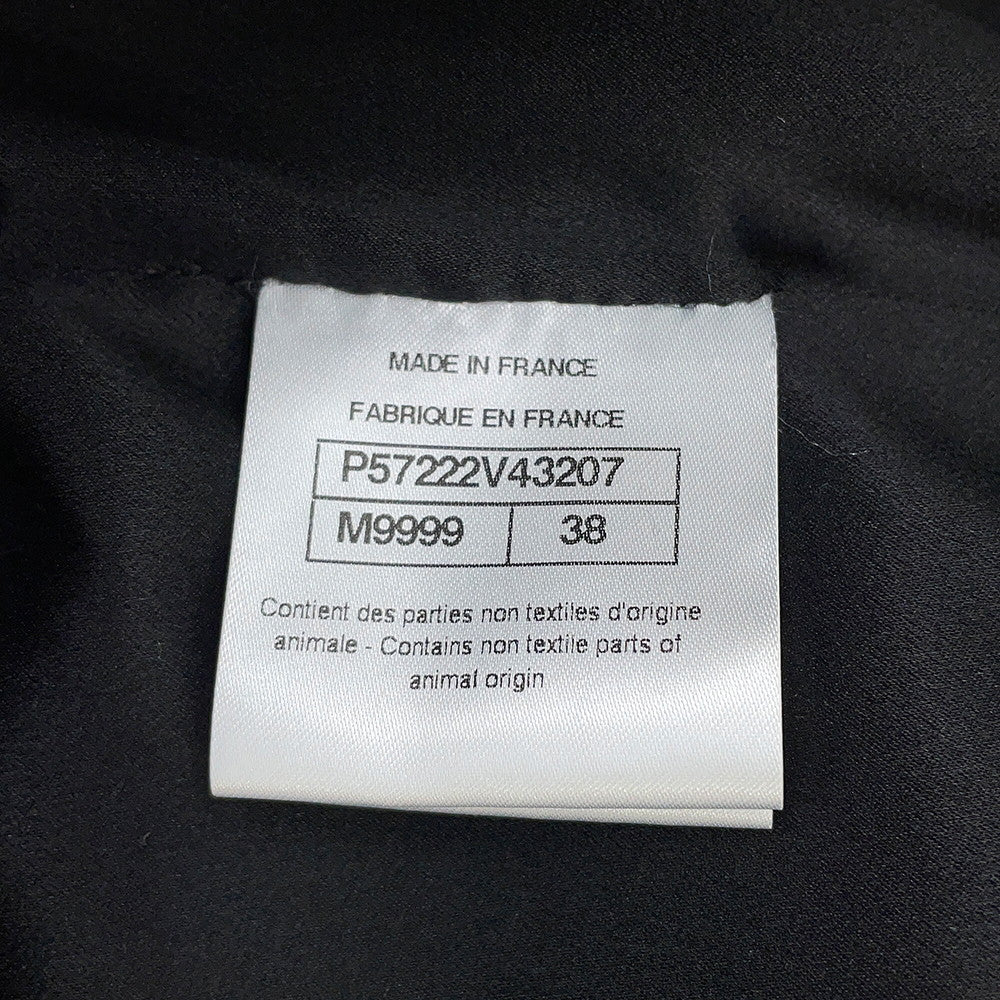 MADE IN FRANCE
FABRIQUE EN FRANCE
P57222V43207
M9999 38
Contient des parties non textiles d'origine
animale - Contains non textile parts of
animal origin